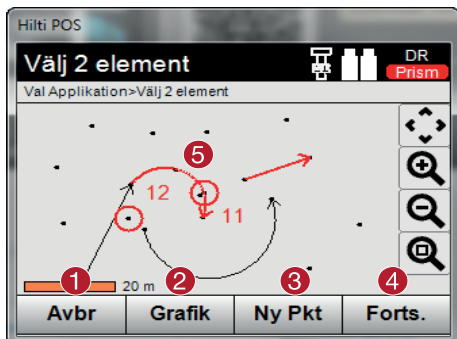 Hilti POS
Välj 2 element
DR
Prism
Val Applikation>Välj 2 element
5
12
11
1
2
3
4
20 m
Avbr
Grafik
Ny Pkt
Forts.